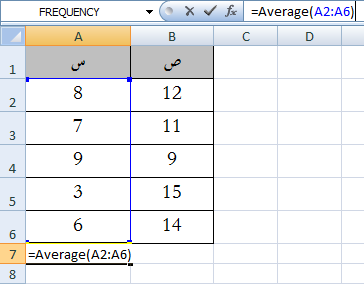 FREQUENCY fx =Average(A2:A6)
A B C D E
1 س ص
2 8 12
3 7 11
4 9 9
5 3 15
6 6 14
7 =Average(A2:A6)
8